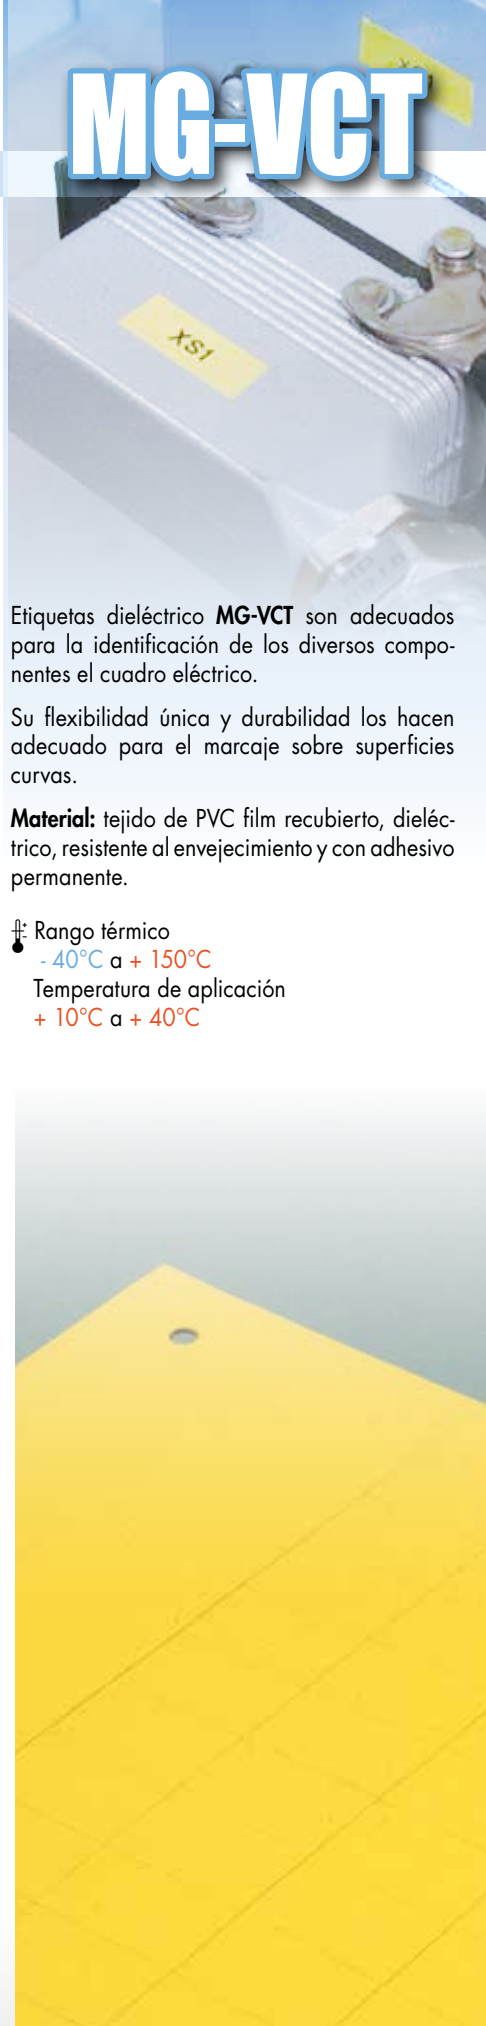 MG-VCT
XS1
Etiquetas dieléctrico MG-VCT son adecuados
para la identificación de los diversos compo-
nentes el cuadro eléctrico.
Su flexibilidad única y durabilidad los hacen
adecuado para el marcaje sobre superficies
curvas.
Material: tejido de PVC film recubierto, dieléc-
trico, resistente al envejecimiento y con adhesivo
permanente.
Rango térmico
- 40°C a + 150°C
Temperatura de aplicación
+ 10°C a + 40°C